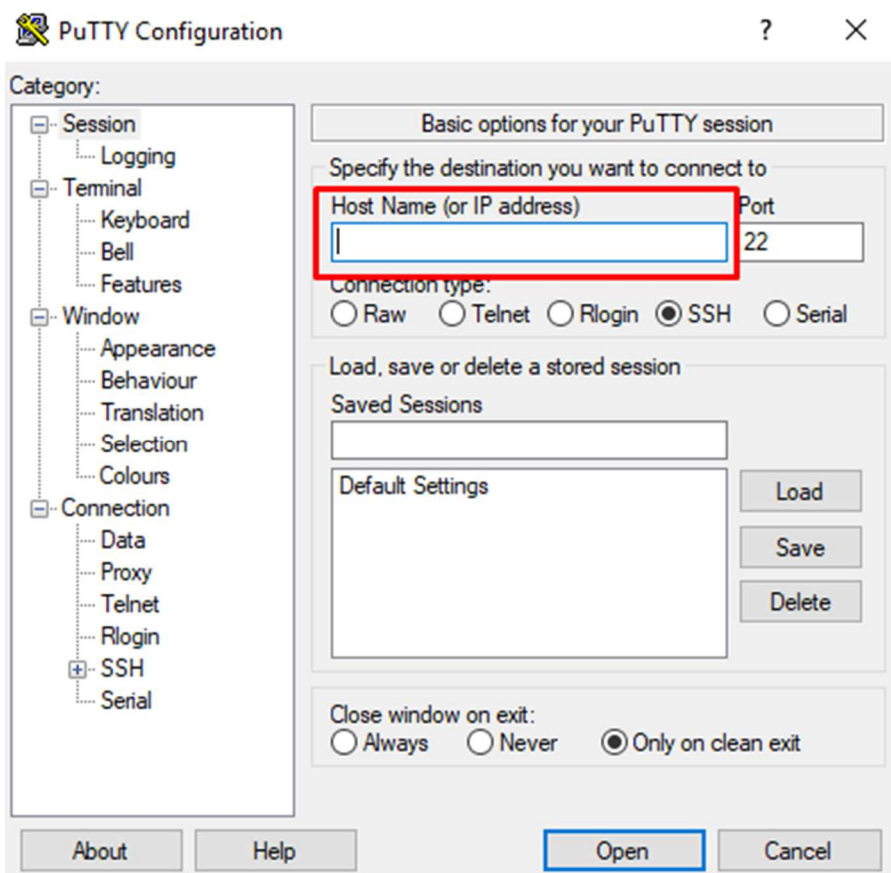 PuTTY Configuration
?
Category:
Session
Logging
Terminal
Keyboard
Bell
Features
Window
Appearance
Behaviour
Translation
Selection
Colours
Connection
Data
Proxy
Telnet
Rlogin
SSH
Serial
Basic options for your PuTTY session
Specify the destination you want to connect to
Host Name (or IP address) Port
22
Connection type:
Raw Telnet Rlogin SSH Serial
Load, save or delete a stored session
Saved Sessions
Default Settings
Load
Save
Delete
Close window on exit:
Always Never Only on clean exit
About Help Open Cancel